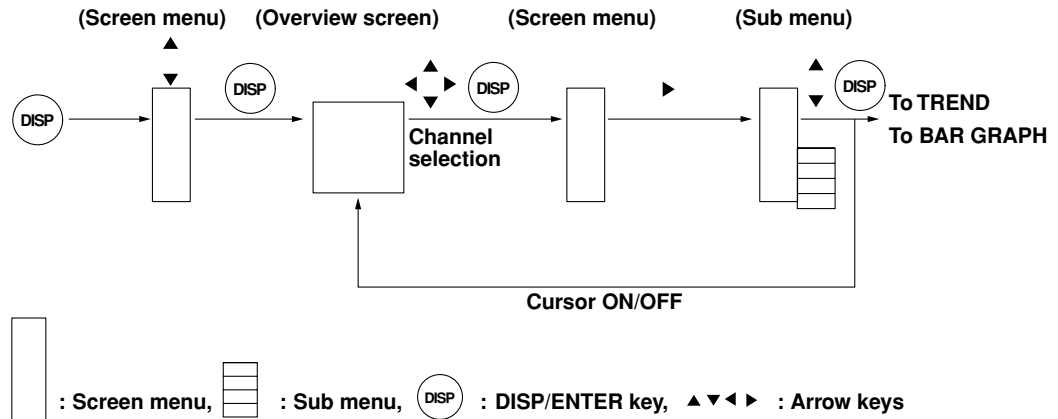 (Screen menu) (Overview screen) (Screen menu) (Sub menu)
DISP DISP DISP DISP
Channel
selection
To TREND
To BAR GRAPH
Cursor ON/OFF
: Screen menu, : Sub menu, DISP : DISP/ENTER key, ▲▼◀ ▶ : Arrow keys